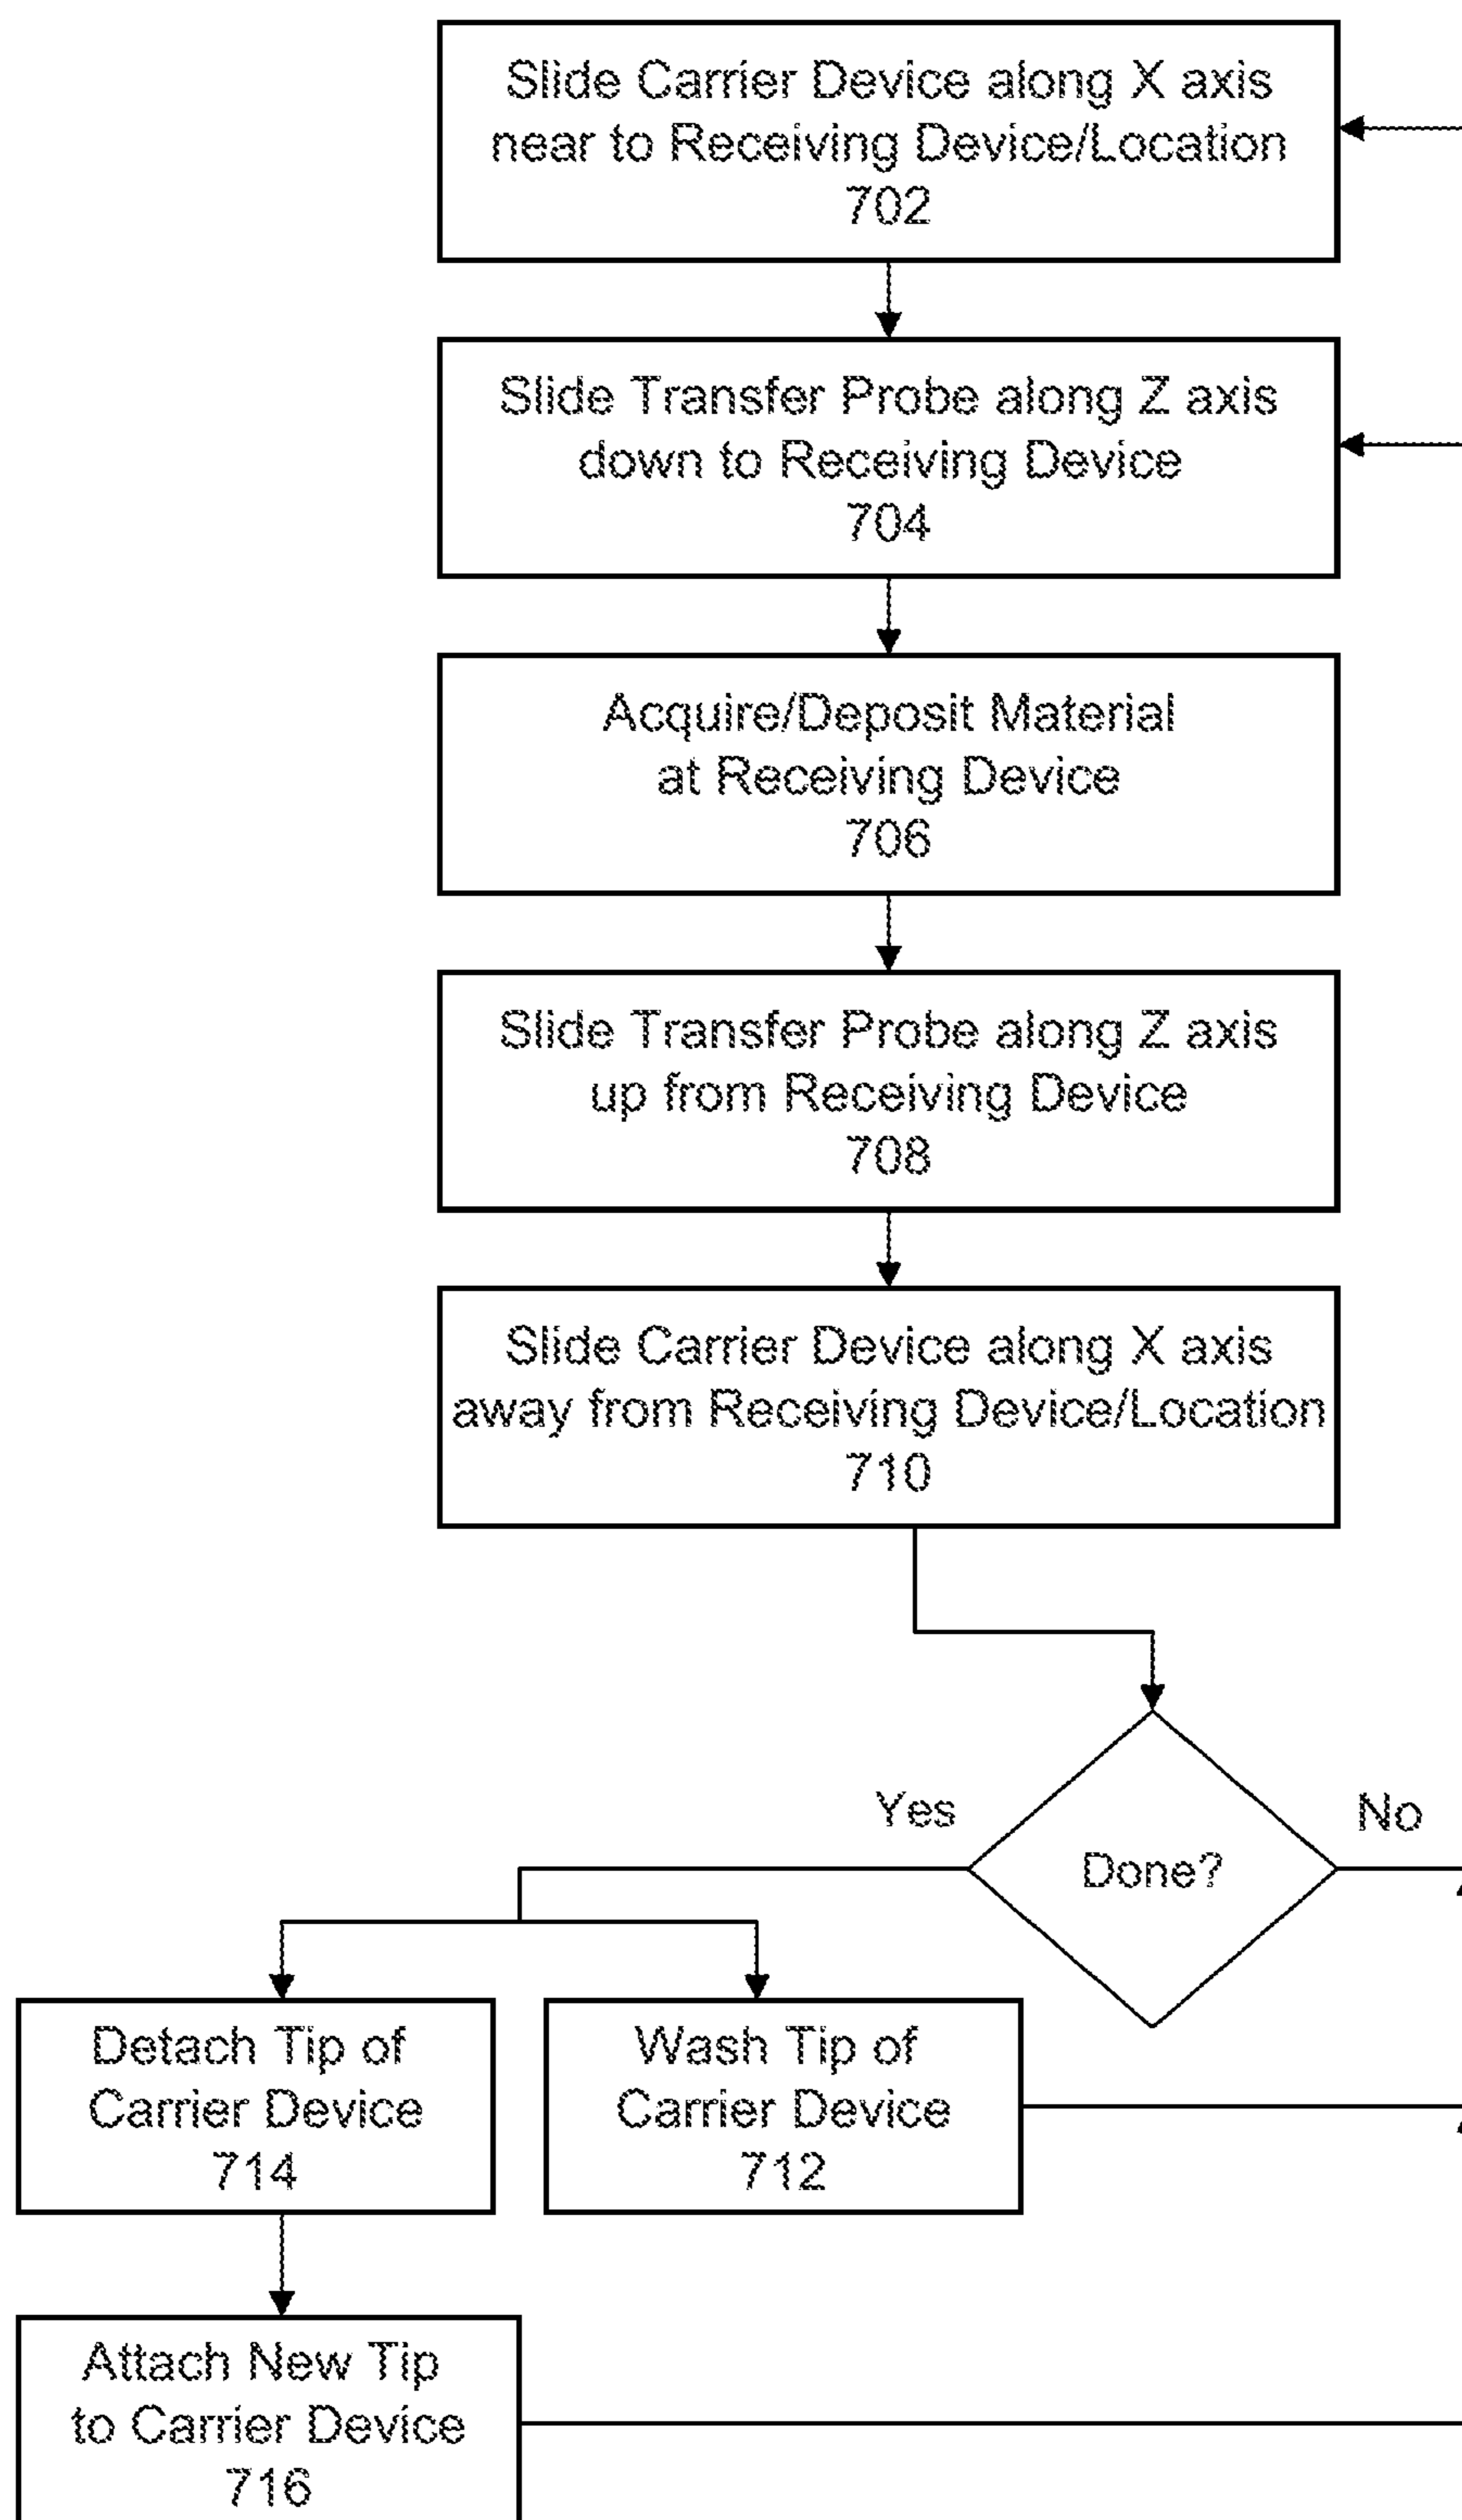 Slide Carrier Device along X axis
near to Receiving Device/Location
702
Slide Transfer Probe along Z axis
down to Receiving Device
704
Acquire/Deposit Material
at Receiving Device
706
Slide Transfer Probe along Z axis
up from Receiving Device
708
Slide Carrier Device along X axis
away from Receiving Device/Location
710
Yes
Done?
No
Detach Tip of
Carrier Device
714
Wash Tip of
Carrier Device
712
Attach New Tip
to Carrier Device
716